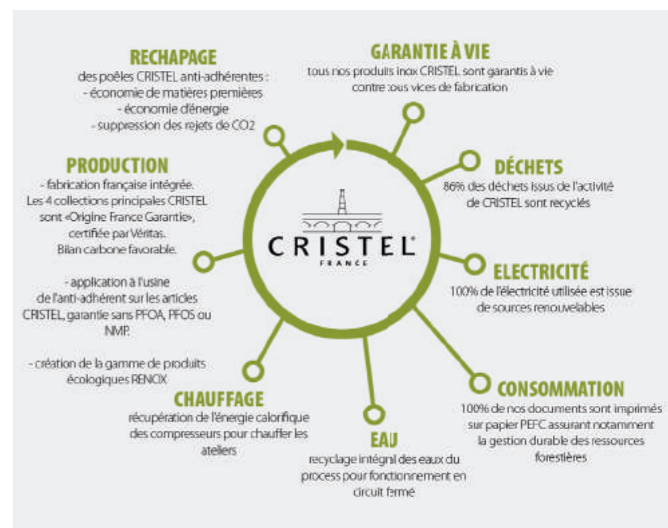 RECHAPAGE
des poêles CRISTEL anti-adhérentes :
- économie de matières premières
- économie d'énergie
- suppression des rejets de CO2
GARANTIE À VIE
tous nos produits inox CRISTEL sont garantis à vie
contre tous vices de fabrication
DÉCHETS
86% des déchets issus de l'activité
de CRISTEL sont recyclés
ELECTRICITÉ
100% de l'électricité utilisée est issue
de sources renouvelables
CONSOMMATION
100% de nos documents sont imprimés
sur papier PEFC assurant notamment
la gestion durable des ressources
forestières
EAU
recyclage intégral des eaux du
process pour fonctionnement en
circuit fermé
CHAUFFAGE
récupération de l'énergie calorifique
des compresseurs pour chauffer les
ateliers
PRODUCTION
- fabrication française intégrée.
Les 4 collections principales CRISTEL
sont «Origine France Garantie»,
certifiée par Véritas.
Bilan carbone favorable.
- application à l'usine
de l'anti-adhérent sur les articles
CRISTEL, garantie sans PFOA, PFOS ou
NMP.
- création de la gamme de produits
écologiques RENOX
CRISTEL®
FRANCE